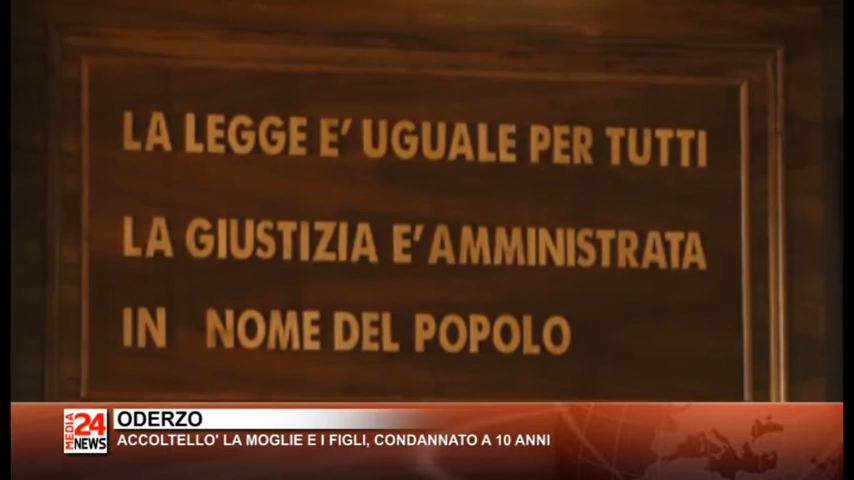 LA LEGGE E' UGUALE PER TUTTI
LA GIUSTIZIA E' AMMINISTRATA
IN NOME DEL POPOLO
MEDIA 24 NEWS
ODERZO
ACCOLTELLO' LA MOGLIE E I FIGLI, CONDANNATO A 10 ANNI